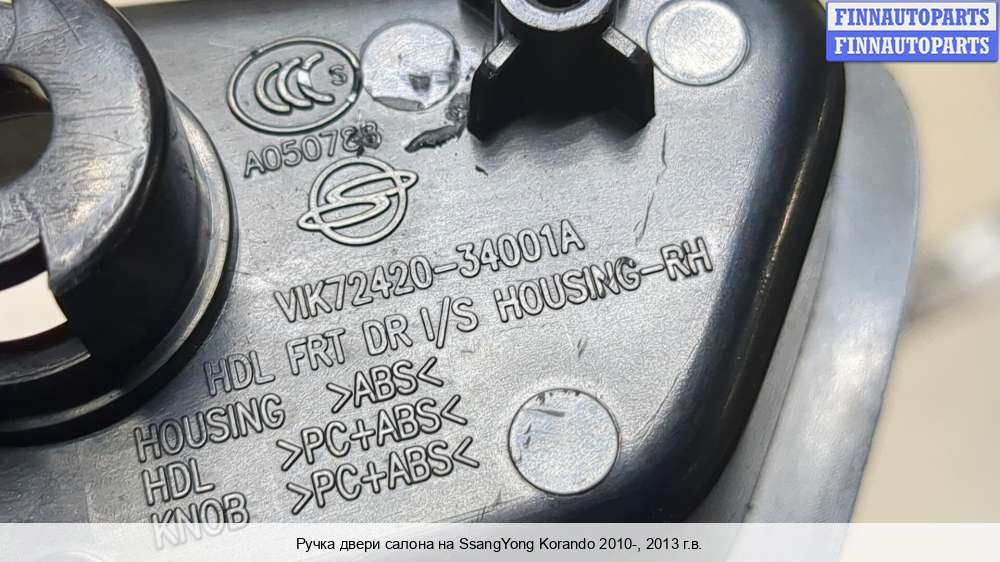 FINNAUTOPARTS
FINNAUTOPARTS
CCC S
A050788
VIK72420-34001A
HDL FRT DR I/S HOUSING-RH
HOUSING >ABS<
HDL >PC+ABS<
KNOB >PC+ABS<
Ручка двери салона на SsangYong Korando 2010-, 2013 г.в.